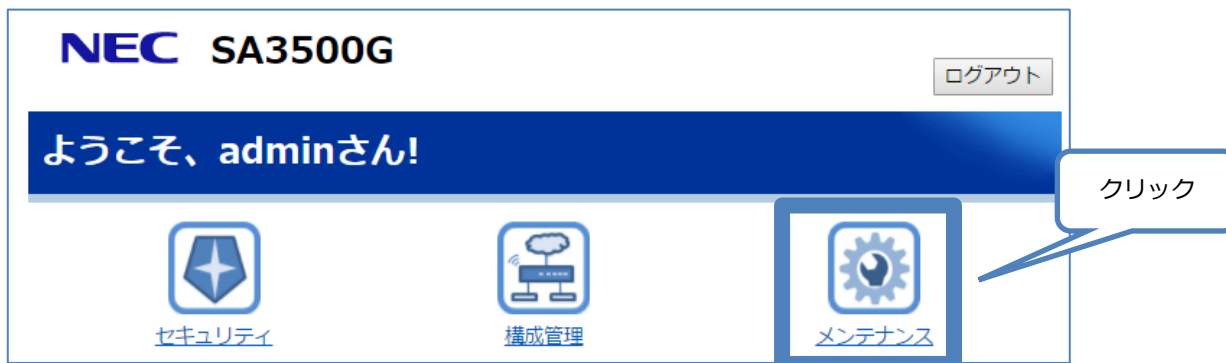 NEC SA3500G
ログアウト
ようこそ、adminさん!
クリック
セキュリティ
構成管理
メンテナンス